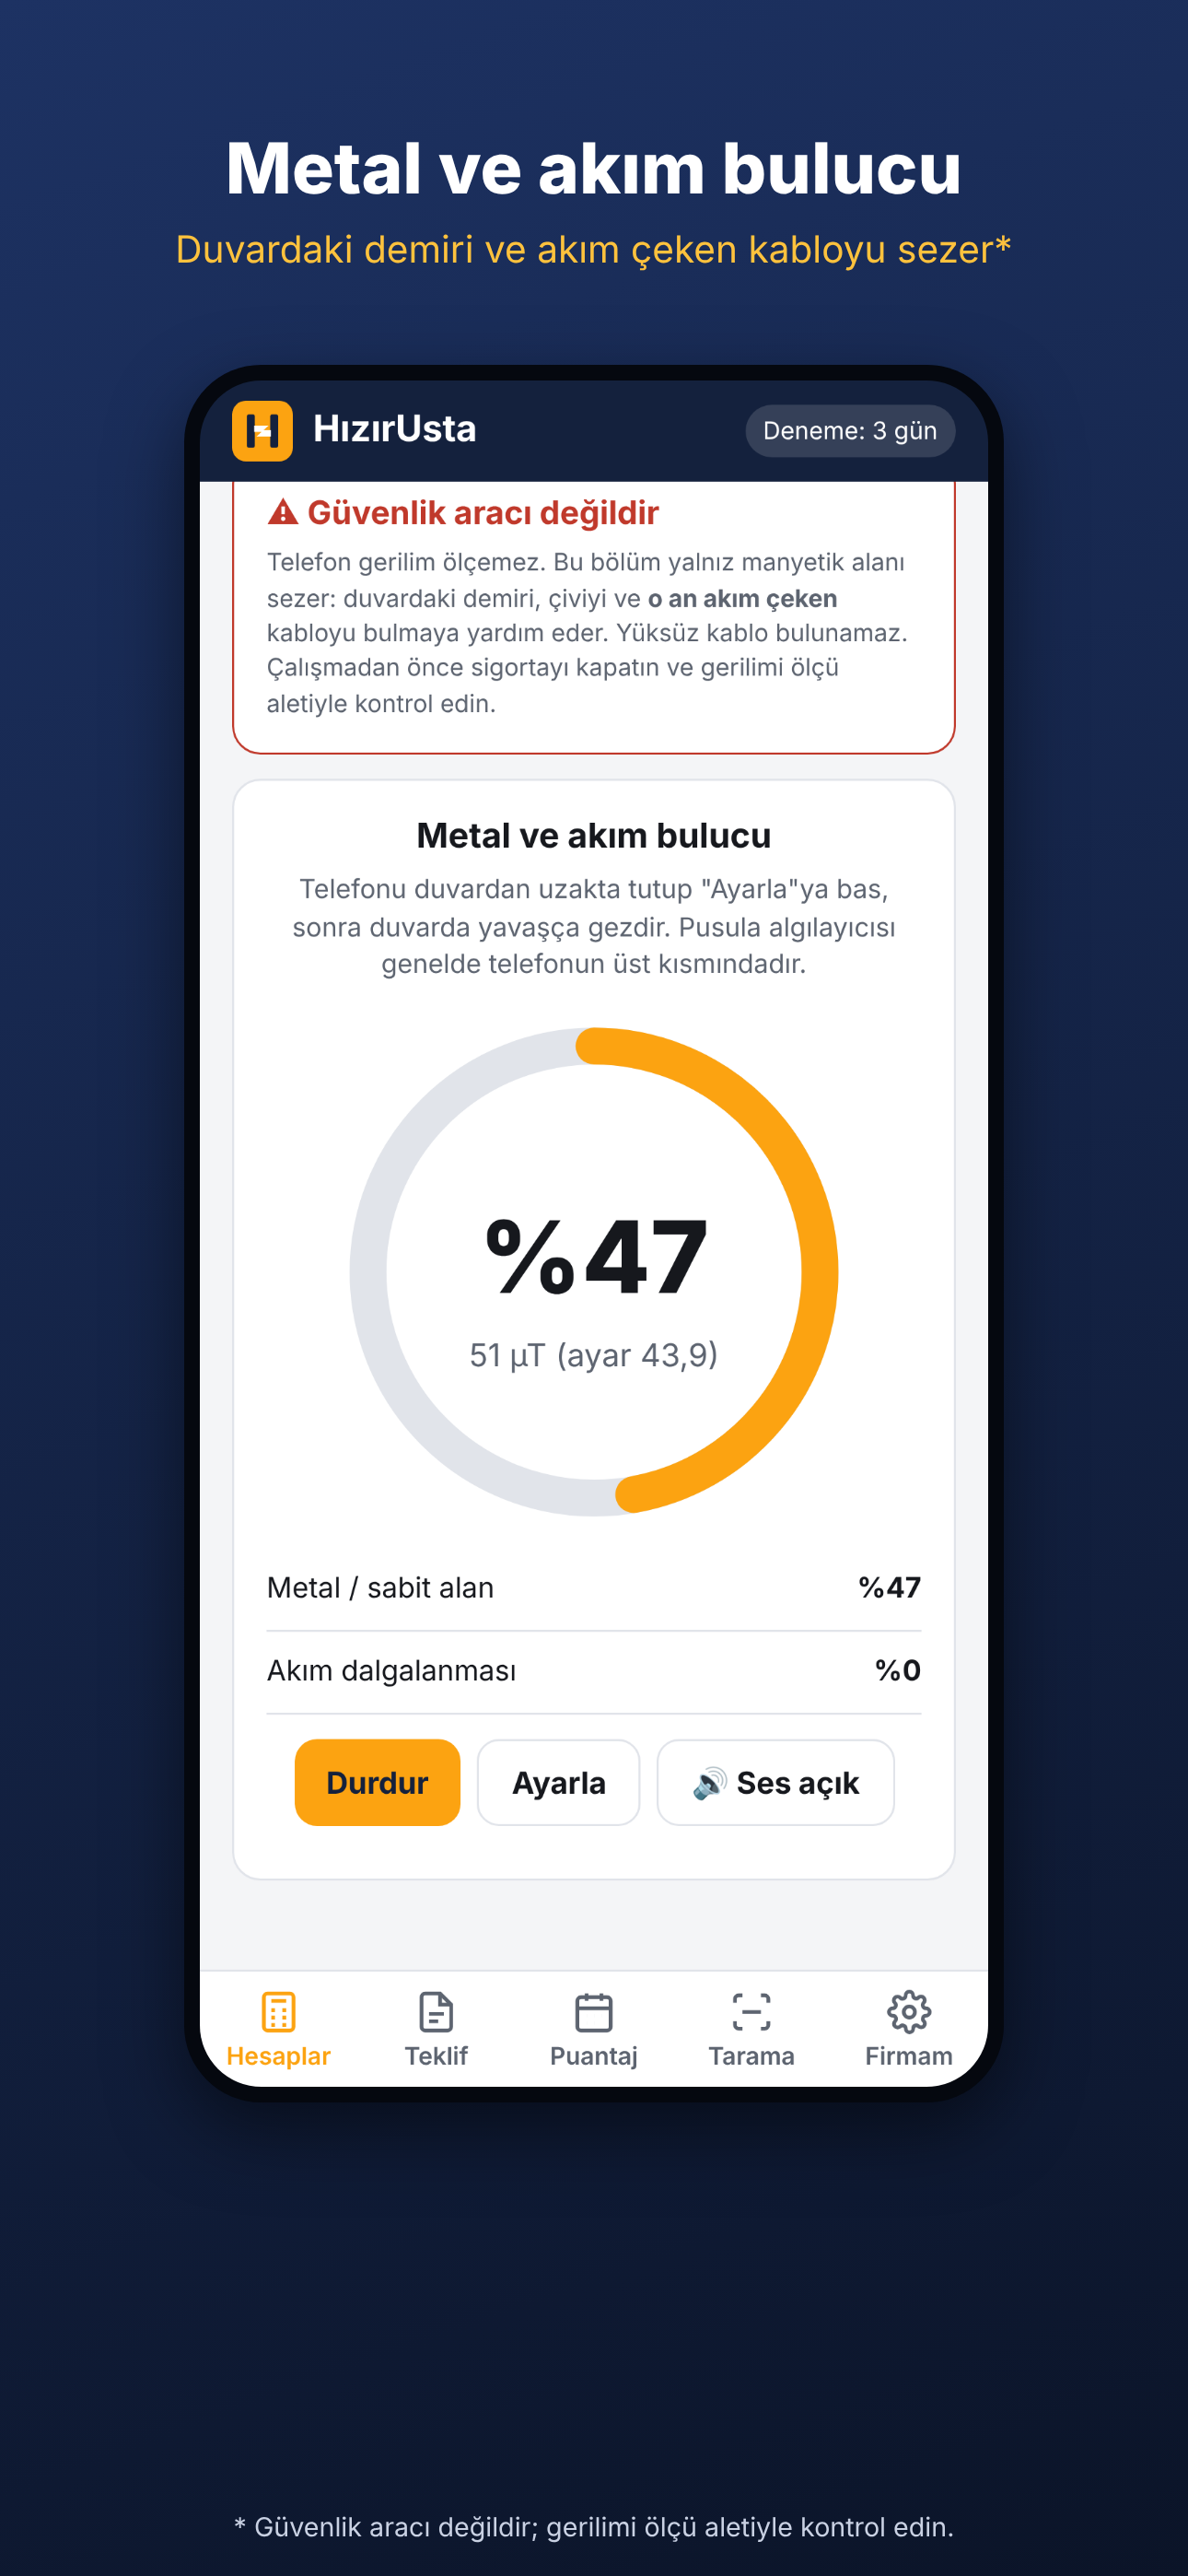 Metal ve akım bulucu
Duvardaki demiri ve akım çeken kabloyu sezer*
HızırUsta
Deneme: 3 gün
⚠ Güvenlik aracı değildir
Telefon gerilim ölçemez. Bu bölüm yalnız manyetik alanı
sezer: duvardaki demiri, çiviyi ve o an akım çeken
kabloyu bulmaya yardım eder. Yüksüz kablo bulunamaz.
Çalışmadan önce sigortayı kapatın ve gerilimi ölçü
aletiyle kontrol edin.
Metal ve akım bulucu
Telefonu duvardan uzakta tutup "Ayarla"ya bas,
sonra duvarda yavaşça gezdir. Pusula algılayıcısı
genelde telefonun üst kısmındadır.
%47
51 µT (ayar 43,9)
Metal / sabit alan %47
Akım dalgalanması %0
Durdur Ayarla 🔊 Ses açık
Hesaplar Teklif Puantaj Tarama Firmam
* Güvenlik aracı değildir; gerilimi ölçü aletiyle kontrol edin.